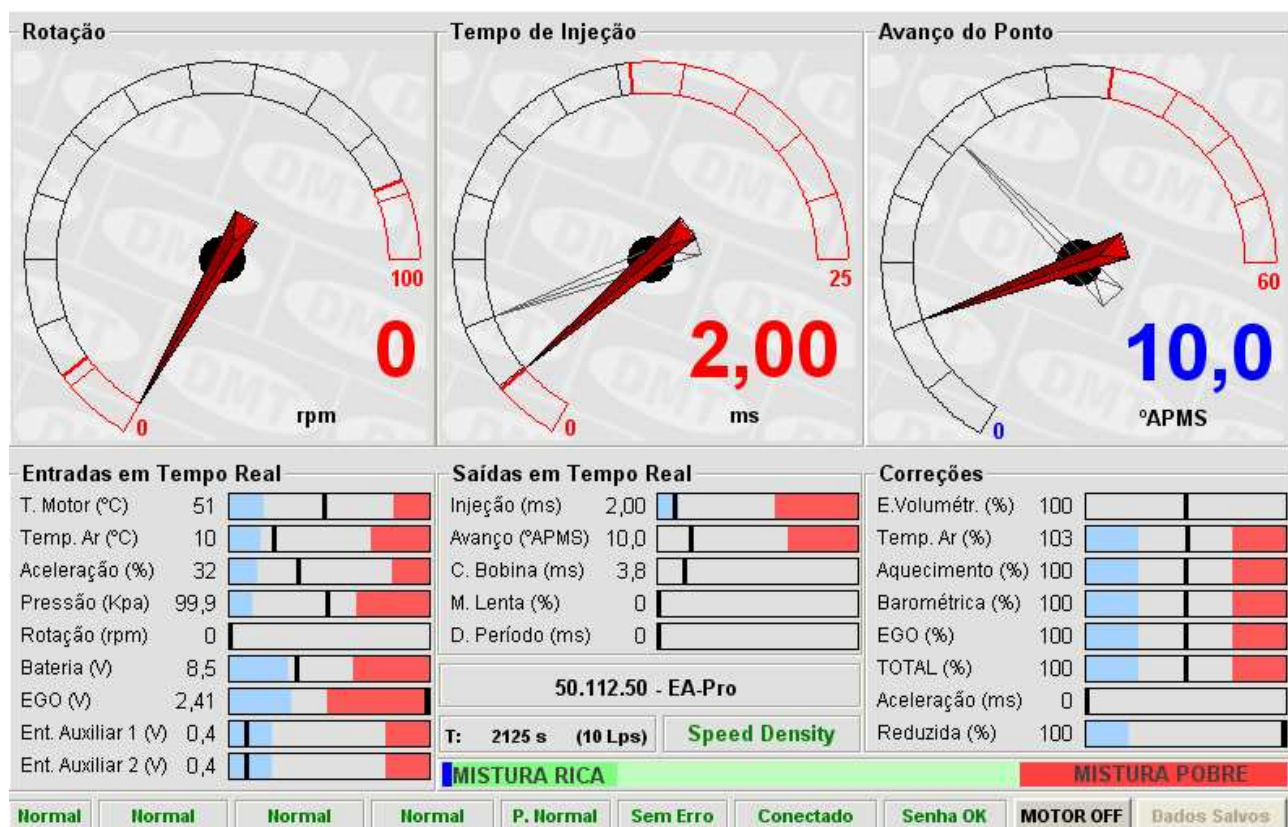 Rotação
Tempo de Injeção
Avanço do Ponto
DMT
100
0
0
rpm
25
2,00
0
ms
60
10,0
0
ºAPMS
Entradas em Tempo Real
T. Motor (ºC) 51
Temp. Ar (ºC) 10
Aceleração (%) 32
Pressão (Kpa) 99,9
Rotação (rpm) 0
Bateria (V) 8,5
EGO (V) 2,41
Ent. Auxiliar 1 (V) 0,4
Ent. Auxiliar 2 (V) 0,4
Saídas em Tempo Real
Injeção (ms) 2,00
Avanço (ºAPMS) 10,0
C. Bobina (ms) 3,8
M. Lenta (%) 0
D. Período (ms) 0
50.112.50 - EA-Pro
T: 2125 s (10 Lps)
Speed Density
Correções
E.Volumétr. (%) 100
Temp. Ar (%) 103
Aquecimento (%) 100
Barométrica (%) 100
EGO (%) 100
TOTAL (%) 100
Aceleração (ms) 0
Reduzida (%) 100
MISTURA RICA
MISTURA POBRE
Normal Normal Normal Normal P. Normal Sem Erro Conectado Senha OK MOTOR OFF Dados Salvos